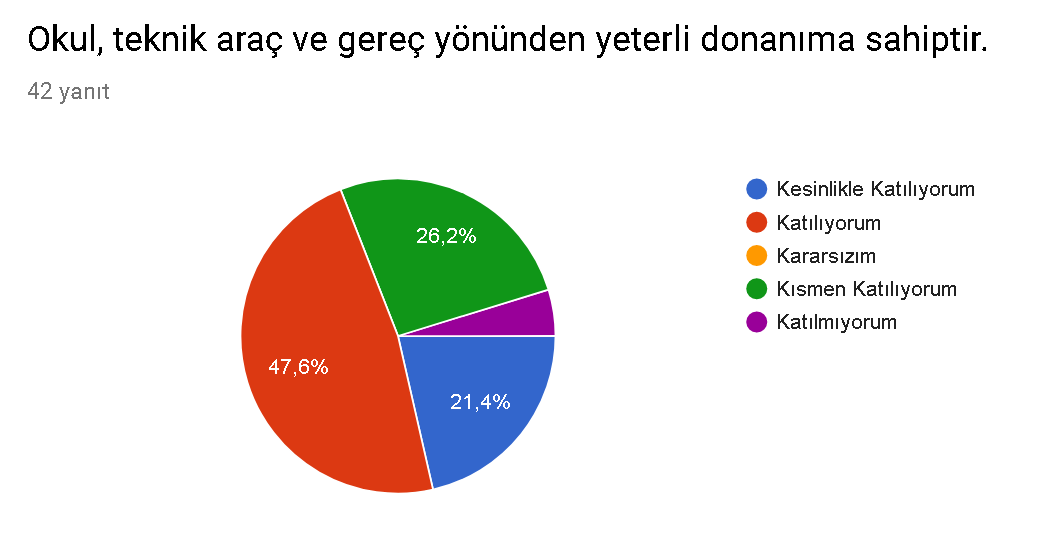 Okul, teknik araç ve gereç yönünden yeterli donanıma sahiptir.
42 yanıt
26,2%
47,6%
21,4%
Kesinlikle Katılıyorum
Katılıyorum
Kararsızım
Kısmen Katılıyorum
Katılmıyorum